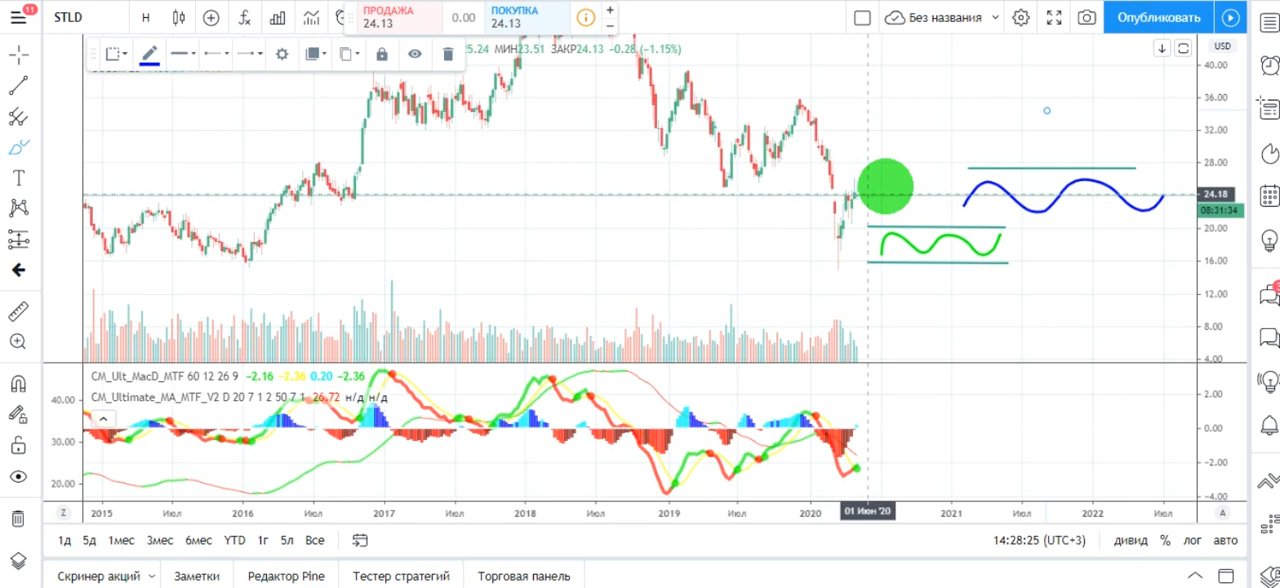 11
STLD
Н
ПРОДАЖА
24.13
0.00
ПОКУПКА
24.13
Без названия
Опубликовать
5.24 МИН23.51 ЗАКР24.13 −0.28 (−1.15%)
USD
40.00
36.00
32.00
28.00
24.18
08:31:34
20.00
16.00
12.00
8.00
4.00
CM_Ult_MacD_MTF 60 12 26 9 −2.16 −2.36 0.20 −2.36
CM_Ultimate_MA_MTF_V2 D 20 7 1 2 50 7 1 26.72 н/д н/д
40.00
30.00
20.00
2.00
0.00
−2.00
−4.00
Z
2015 Июл 2016 Июл 2017 Июл 2018 Июл 2019 Июл 2020 01 Июн '20 2021 Июл 2022 Июл
A
1д 5д 1мес 3мес 6мес YTD 1г 5л Все
14:28:25 (UTC+3) дивид % лог авто
Скринер акций Заметки Редактор Pine Тестер стратегий Торговая панель